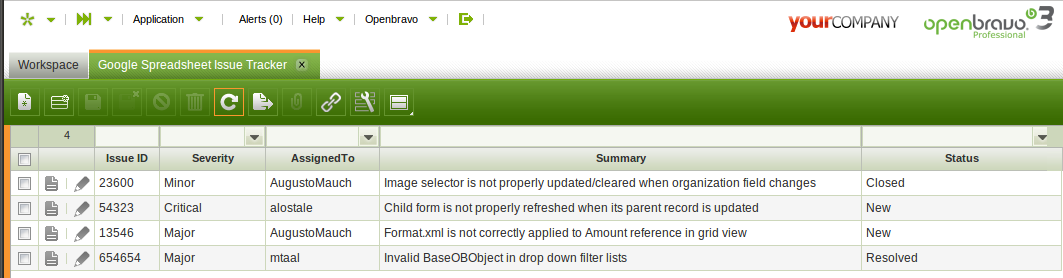 Application Alerts (0) Help Openbravo
yourCOMPANY openbravo. 3
Professional
Workspace Google Spreadsheet Issue Tracker x
4
Issue ID Severity AssignedTo Summary Status
23600 Minor AugustoMauch Image selector is not properly updated/cleared when organization field changes Closed
54323 Critical alostale Child form is not properly refreshed when its parent record is updated New
13546 Major AugustoMauch Format.xml is not correctly applied to Amount reference in grid view New
654654 Major mtaal Invalid BaseOBObject in drop down filter lists Resolved